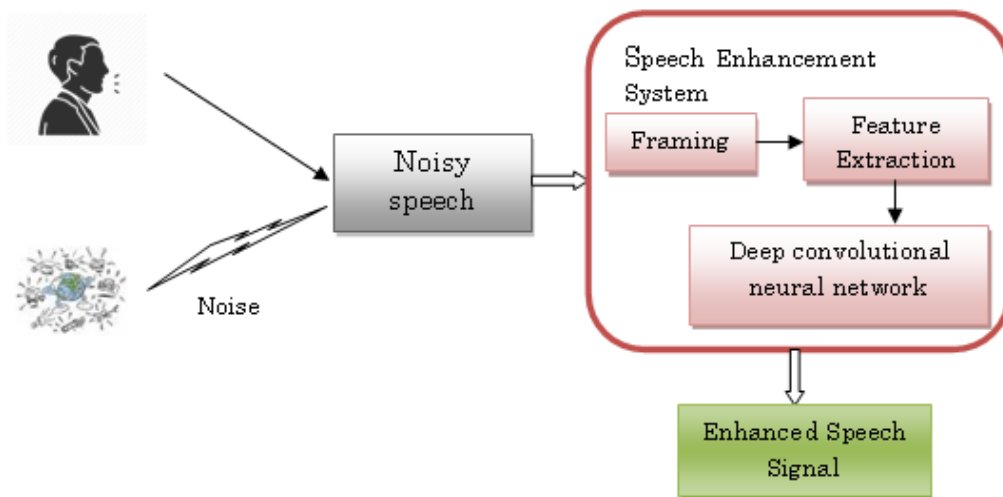 Speech Enhancement
System
Framing
Feature
Extraction
Noisy
speech
Deep convolutional
neural network
Noise
Enhanced Speech
Signal